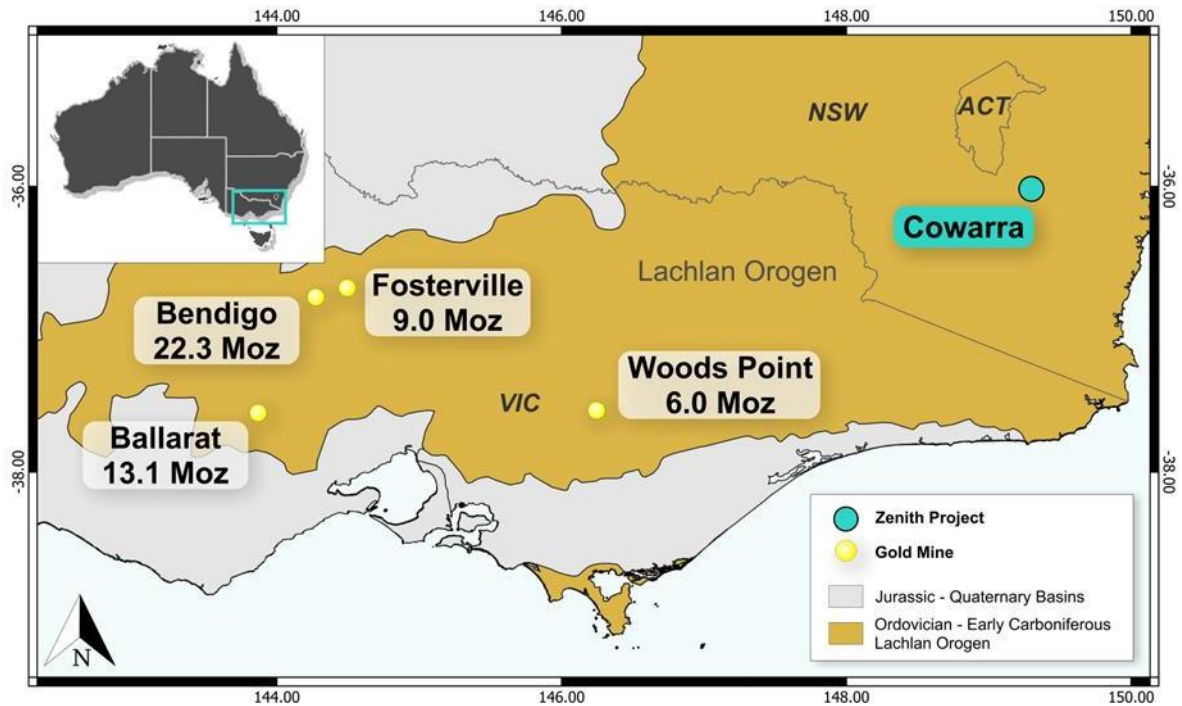 144.00
146.00
148.00
150.00
NSW
ACT
-36.00
-36.00
Cowarra
Lachlan Orogen
Fosterville
9.0 Moz
Bendigo
22.3 Moz
Woods Point
6.0 Moz
VIC
Ballarat
13.1 Moz
-38.00
-38.00
Zenith Project
Gold Mine
Jurassic - Quaternary Basins
Ordovician - Early Carboniferous
Lachlan Orogen
N
144.00
146.00
148.00
150.00